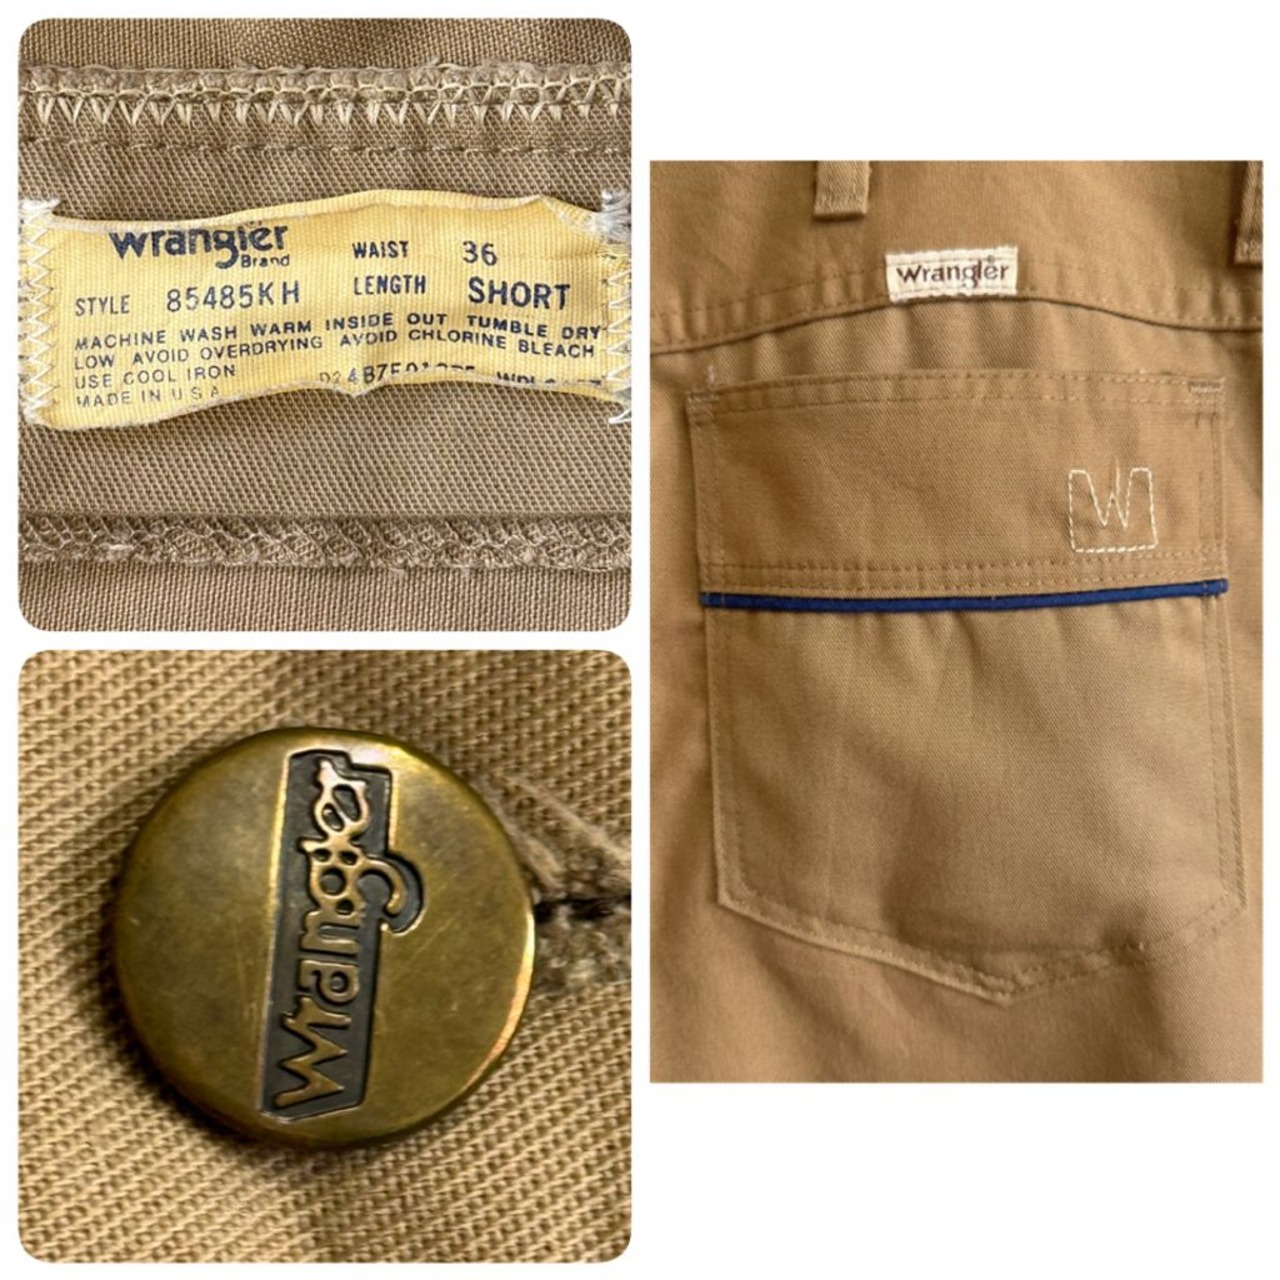 Wrangler
Brand
WAIST 36
STYLE 85485KH
LENGTH SHORT
MACHINE WASH WARM INSIDE OUT TUMBLE DRY
LOW AVOID OVERDRYING AVOID CHLORINE BLEACH
USE COOL IRON
MADE IN U S A
Wrangler
W
Wrangler